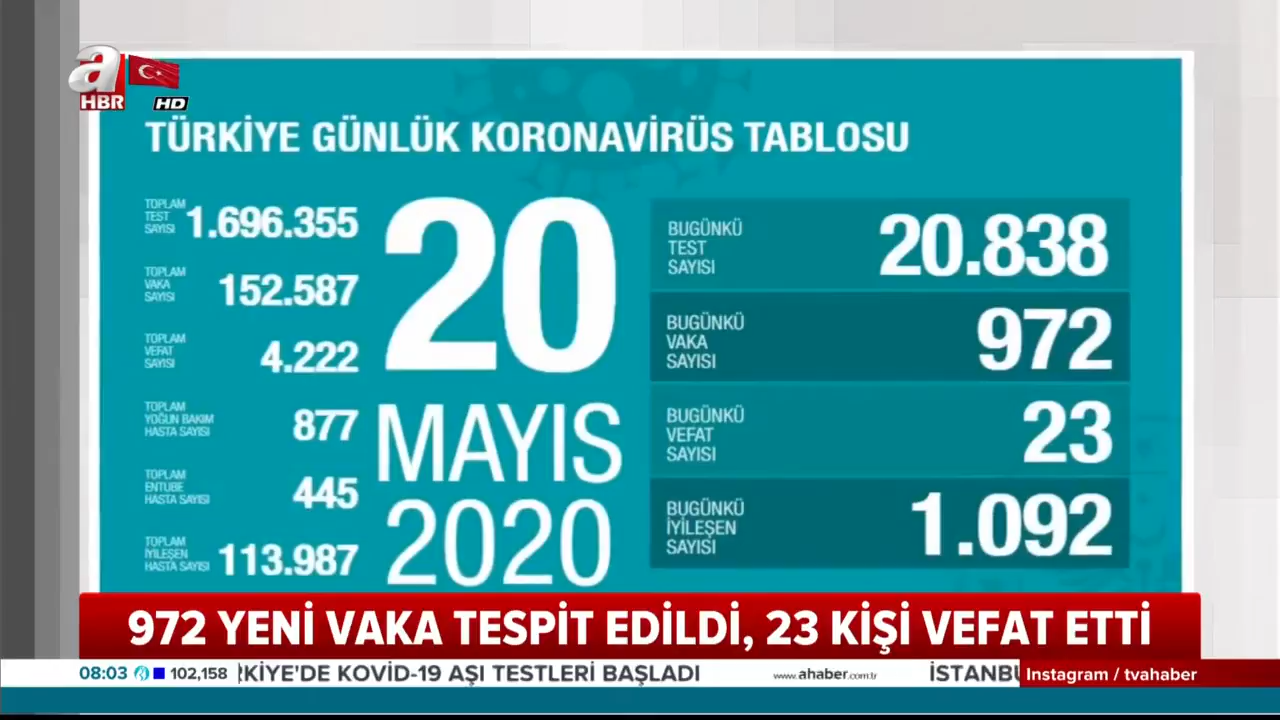 a
HBR
HD
TÜRKİYE GÜNLÜK KORONAVİRÜS TABLOSU
TOPLAM
TEST
SAYISI
1.696.355
TOPLAM
VAKA
SAYISI
152.587
TOPLAM
VEFAT
SAYISI
4.222
TOPLAM
YOĞUN BAKIM
HASTA SAYISI
877
TOPLAM
ENTUBE
HASTA SAYISI
445
TOPLAM
İYİLEŞEN
HASTA SAYISI
113.987
20
MAYIS
2020
BUGÜNKÜ
TEST
SAYISI
20.838
BUGÜNKÜ
VAKA
SAYISI
972
BUGÜNKÜ
VEFAT
SAYISI
23
BUGÜNKÜ
İYİLEŞEN
SAYISI
1.092
972 YENİ VAKA TESPİT EDİLDİ, 23 KİŞİ VEFAT ETTİ
08:03 102,158 RKİYE'DE KOVİD-19 AŞI TESTLERİ BAŞLADI www.ahaber.com.tr İSTANBU Instagram / tvahaber